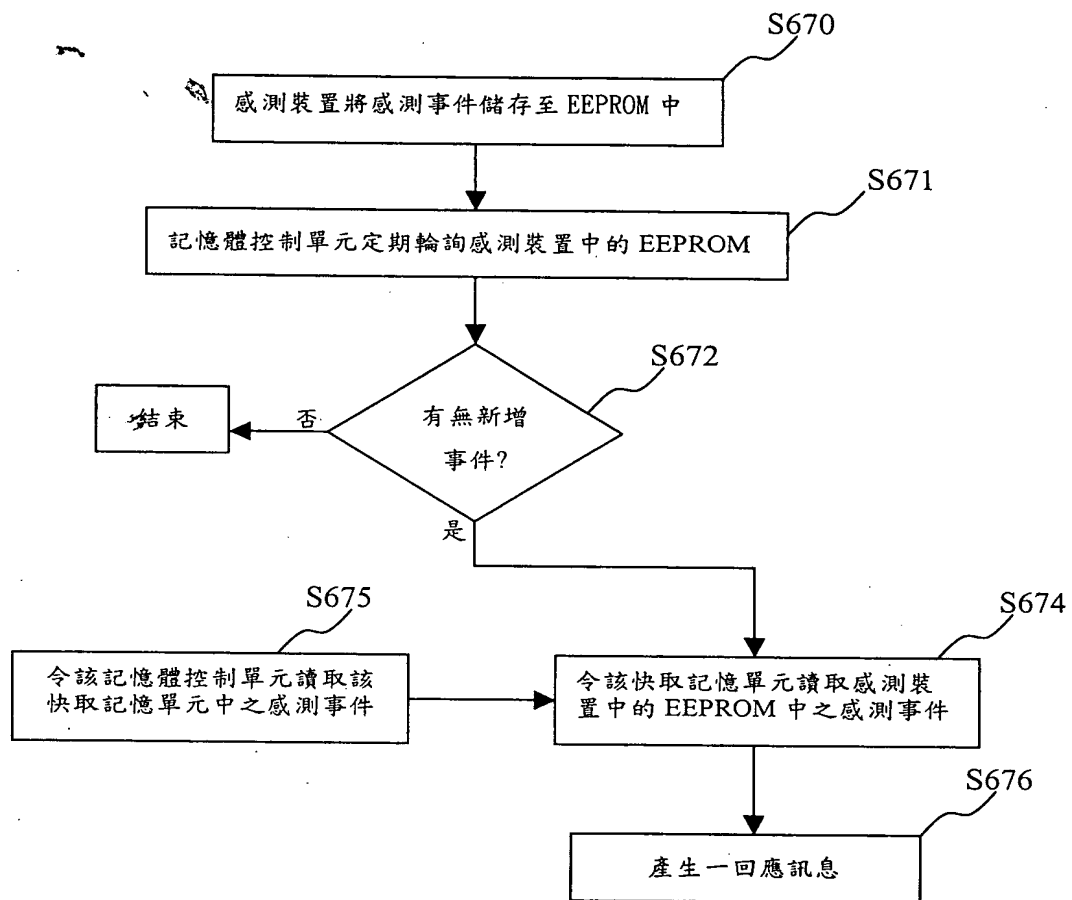 S670
感測裝置將感測事件儲存至 EEPROM 中
S671
記憶體控制單元定期輪詢感測裝置中的 EEPROM
S672
有無新增
事件?
否
結束
是
S675
令該記憶體控制單元讀取該
快取記憶單元中之感測事件
S674
令該快取記憶單元讀取感測裝
置中的 EEPROM 中之感測事件
S676
產生一回應訊息